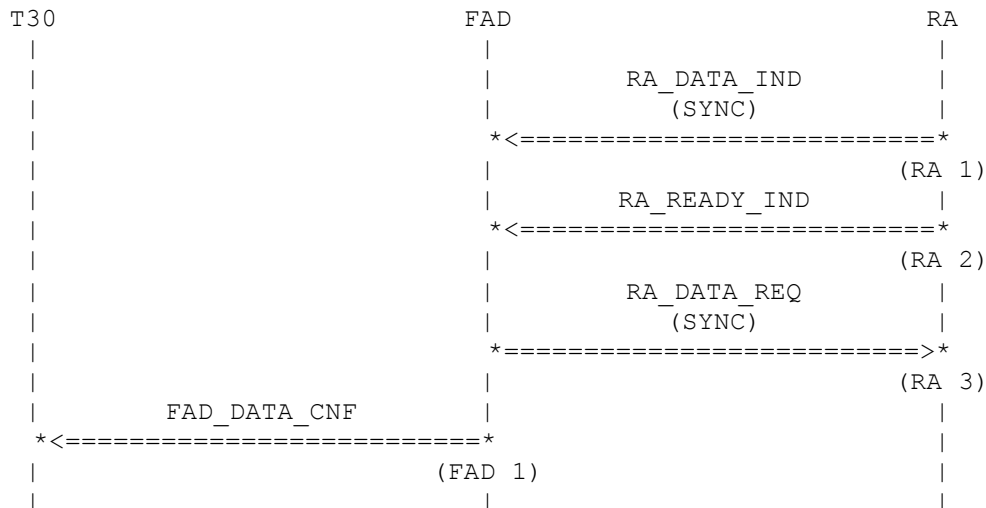 T30 FAD RA
RA_DATA_IND
(SYNC)
*<==========================*
(RA 1)
RA_READY_IND
*<==========================*
(RA 2)
RA_DATA_REQ
(SYNC)
*==========================>*
(RA 3)
FAD_DATA_CNF
*<==========================*
(FAD 1)